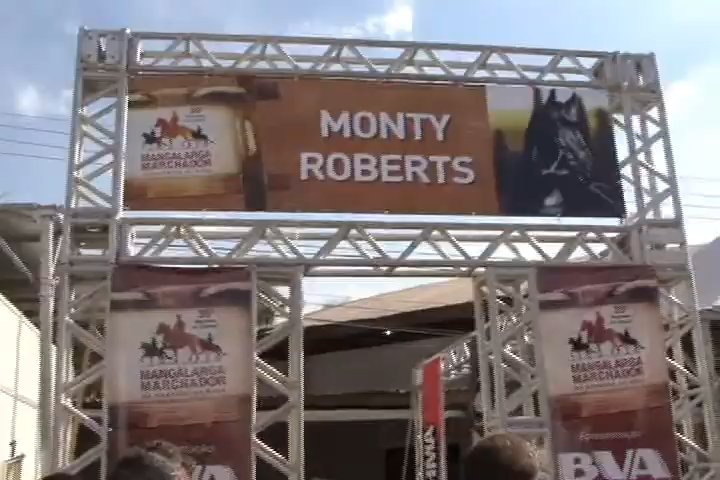 MONTY
ROBERTS
MANGALARGA
MARCHADOR
MANGALARGA
MARCHADOR
MANGALARGA
MARCHADOR
BVA